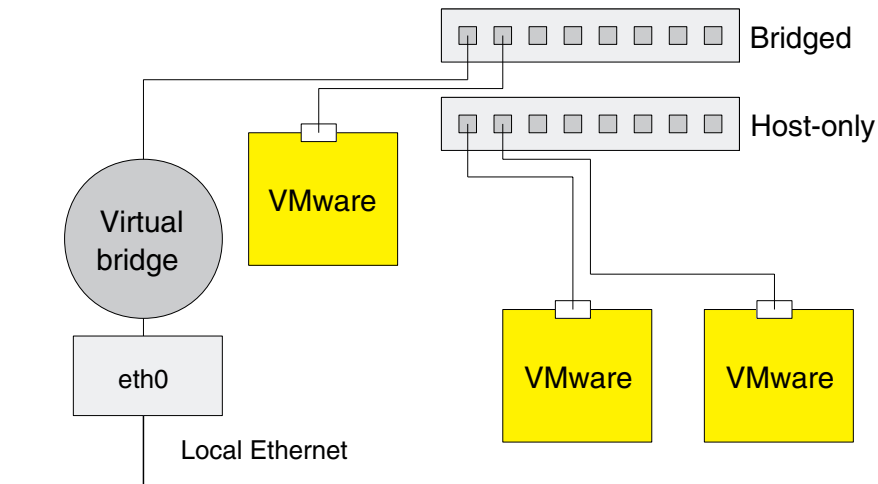 Bridged
Host-only
VMware
Virtual
bridge
VMware
VMware
eth0
Local Ethernet